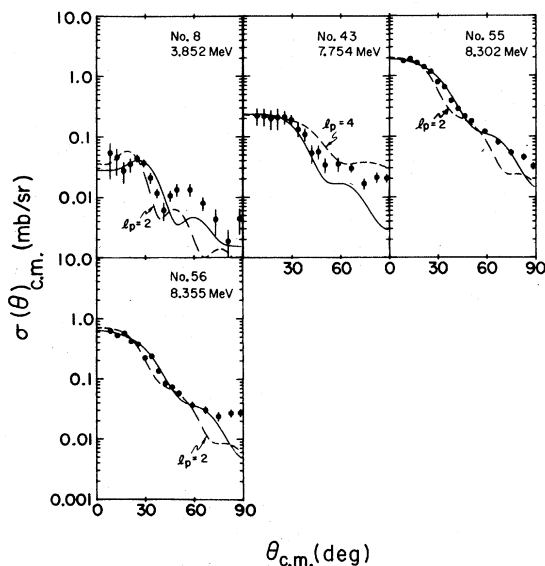 No. 8
3.852 MeV
No. 43
7.754 MeV
No. 55
8.302 MeV
1.0
0.1
0.01
10.0
ℓp=2
ℓp=4
ℓp=2
30 60 0 30 60 90
No. 56
8.355 MeV
1.0
0.1
0.01
0.001
ℓp=2
0 30 60 90
σ(θ)c.m. (mb/sr)
θc.m. (deg)